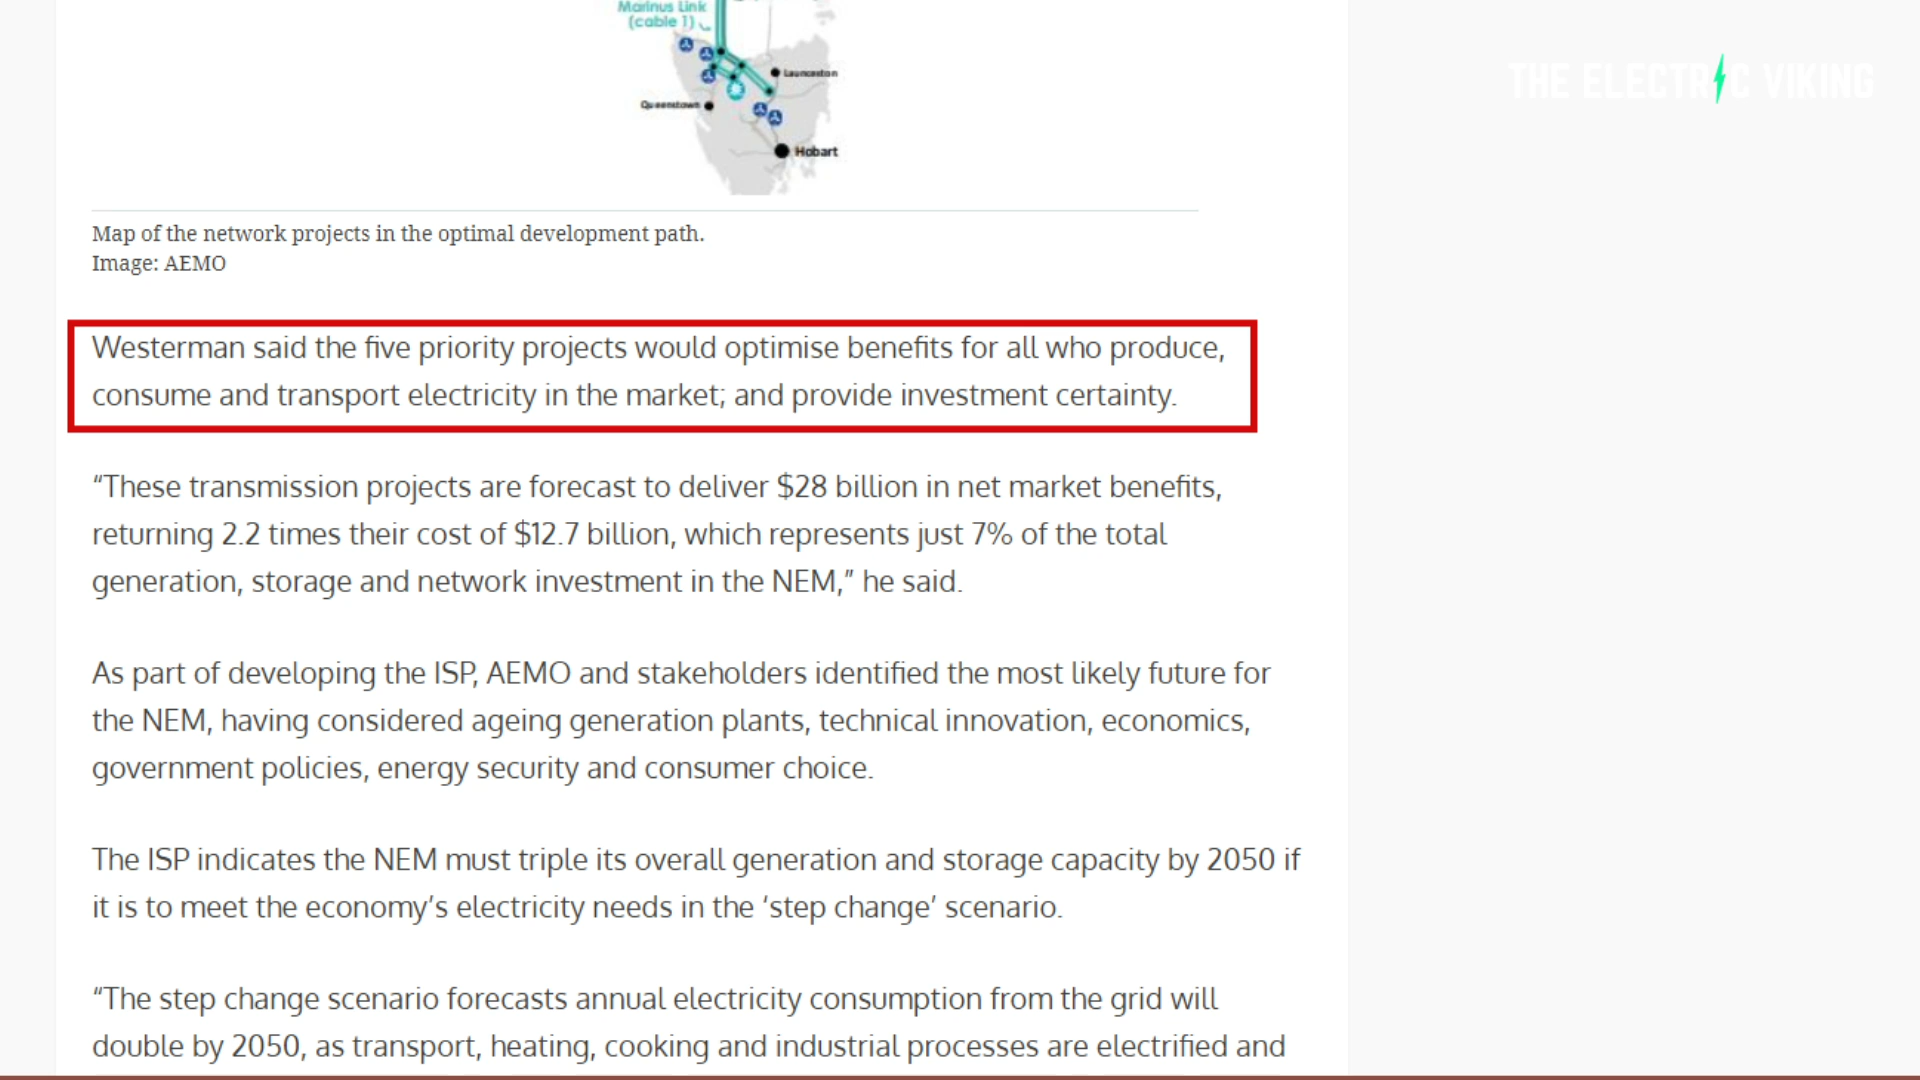 Marinus Link
(cable 1)
Launceston
Queenstown
Hobart
THE ELECTRIC VIKING
Map of the network projects in the optimal development path.
Image: AEMO
Westerman said the five priority projects would optimise benefits for all who produce,
consume and transport electricity in the market; and provide investment certainty.
“These transmission projects are forecast to deliver $28 billion in net market benefits,
returning 2.2 times their cost of $12.7 billion, which represents just 7% of the total
generation, storage and network investment in the NEM,” he said.
As part of developing the ISP, AEMO and stakeholders identified the most likely future for
the NEM, having considered ageing generation plants, technical innovation, economics,
government policies, energy security and consumer choice.
The ISP indicates the NEM must triple its overall generation and storage capacity by 2050 if
it is to meet the economy’s electricity needs in the ‘step change’ scenario.
“The step change scenario forecasts annual electricity consumption from the grid will
double by 2050, as transport, heating, cooking and industrial processes are electrified and